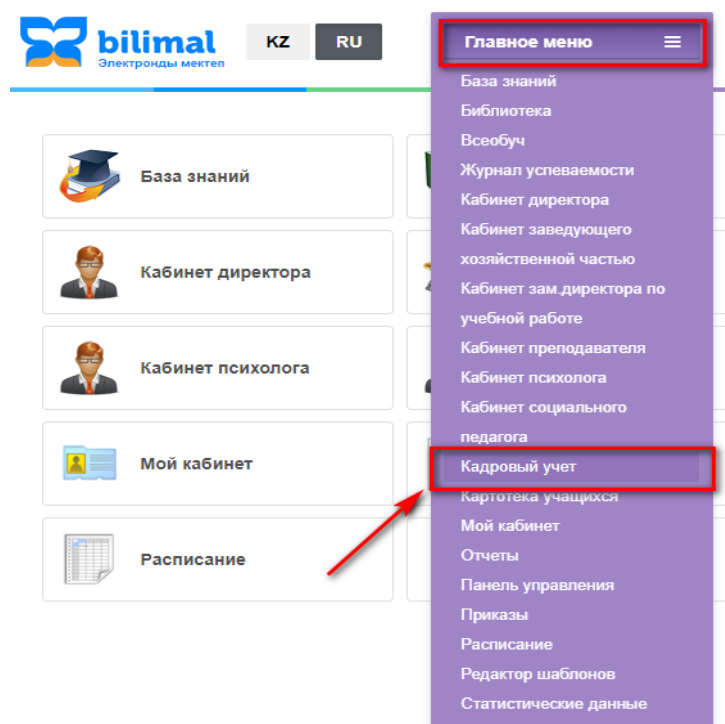 bilimal
Электронды мектеп
KZ
RU
Главное меню
База знаний
Кабинет директора
Кабинет психолога
Мой кабинет
Расписание
База знаний
Библиотека
Всеобуч
Журнал успеваемости
Кабинет директора
Кабинет заведующего
хозяйственной частью
Кабинет зам.директора по
учебной работе
Кабинет преподавателя
Кабинет психолога
Кабинет социального
педагога
Кадровый учет
Картотека учащихся
Мой кабинет
Отчеты
Панель управления
Приказы
Расписание
Редактор шаблонов
Статистические данные